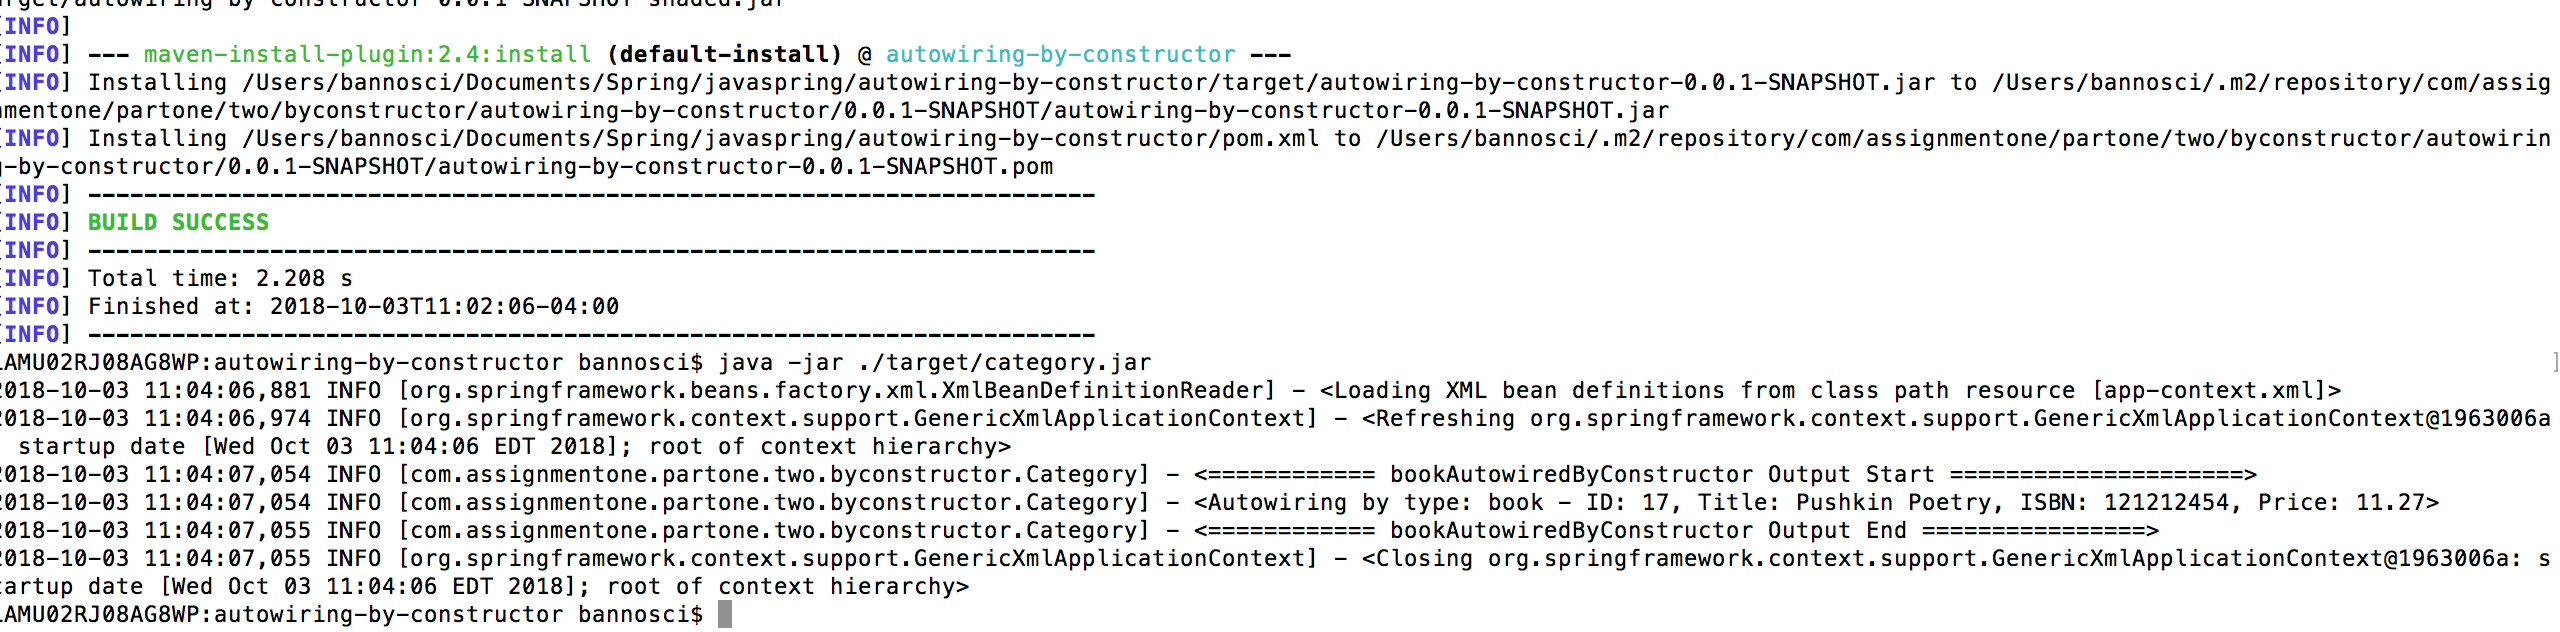 target/autowiring-by-constructor-0.0.1-SNAPSHOT-shaded.jar
[INFO]
[INFO] --- maven-install-plugin:2.4:install (default-install) @ autowiring-by-constructor ---
[INFO] Installing /Users/bannosci/Documents/Spring/javaspring/autowiring-by-constructor/target/autowiring-by-constructor-0.0.1-SNAPSHOT.jar to /Users/bannosci/.m2/repository/com/assig
nmentone/partone/two/byconstructor/autowiring-by-constructor/0.0.1-SNAPSHOT/autowiring-by-constructor-0.0.1-SNAPSHOT.jar
[INFO] Installing /Users/bannosci/Documents/Spring/javaspring/autowiring-by-constructor/pom.xml to /Users/bannosci/.m2/repository/com/assignmentone/partone/two/byconstructor/autowirin
g-by-constructor/0.0.1-SNAPSHOT/autowiring-by-constructor-0.0.1-SNAPSHOT.pom
[INFO] ------------------------------------------------------------------------
[INFO] BUILD SUCCESS
[INFO] ------------------------------------------------------------------------
[INFO] Total time: 2.208 s
[INFO] Finished at: 2018-10-03T11:02:06-04:00
[INFO] ------------------------------------------------------------------------
LAMU02RJ08AG8WP:autowiring-by-constructor bannosci$ java -jar ./target/category.jar ]
2018-10-03 11:04:06,881 INFO [org.springframework.beans.factory.xml.XmlBeanDefinitionReader] - <Loading XML bean definitions from class path resource [app-context.xml]>
2018-10-03 11:04:06,974 INFO [org.springframework.context.support.GenericXmlApplicationContext] - <Refreshing org.springframework.context.support.GenericXmlApplicationContext@1963006a
 startup date [Wed Oct 03 11:04:06 EDT 2018]; root of context hierarchy>
2018-10-03 11:04:07,054 INFO [com.assignmentone.partone.two.byconstructor.Category] - <============ bookAutowiredByConstructor Output Start =====================>
2018-10-03 11:04:07,054 INFO [com.assignmentone.partone.two.byconstructor.Category] - <Autowiring by type: book - ID: 17, Title: Pushkin Poetry, ISBN: 121212454, Price: 11.27>
2018-10-03 11:04:07,055 INFO [com.assignmentone.partone.two.byconstructor.Category] - <============ bookAutowiredByConstructor Output End ================>
2018-10-03 11:04:07,055 INFO [org.springframework.context.support.GenericXmlApplicationContext] - <Closing org.springframework.context.support.GenericXmlApplicationContext@1963006a: s
tartup date [Wed Oct 03 11:04:06 EDT 2018]; root of context hierarchy>
LAMU02RJ08AG8WP:autowiring-by-constructor bannosci$